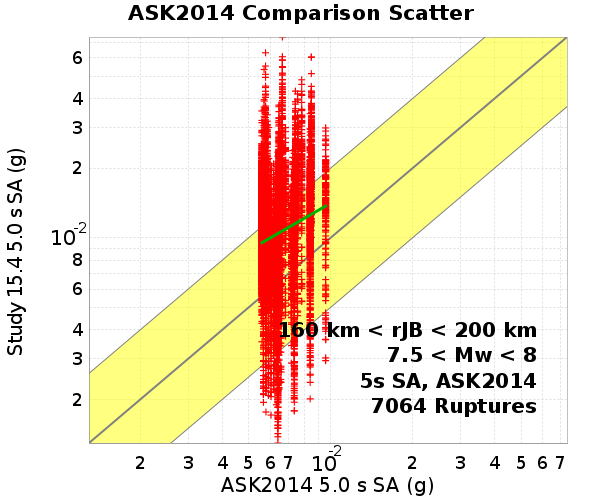 ASK2014 Comparison Scatter
Study 15.4 5.0 s SA (g)
6
4
3
2
10-2
8
6
4
3
2
160 km < rJB < 200 km
7.5 < Mw < 8
5s SA, ASK2014
7064 Ruptures
2 3 4 5 6 7 10-2 2 3 4 5 6 7
ASK2014 5.0 s SA (g)